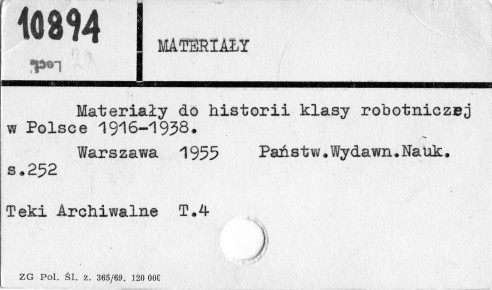 10894
MATERIAŁY
Materiały do historii klasy robotniczej
w Polsce 1916-1938.
Warszawa 1955 Państw.Wydawn.Nauk.
s.252
Teki Archiwalne T.4
ZG Pol. Śl. z. 365/69. 120 000